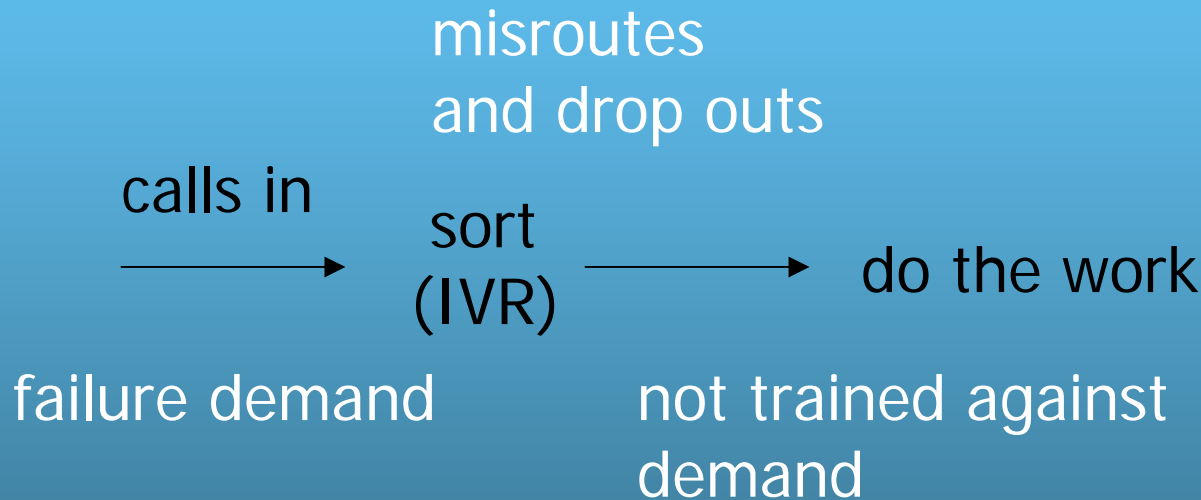 misroutes
and drop outs
calls in
sort
(IVR)
do the work
failure demand
not trained against
demand